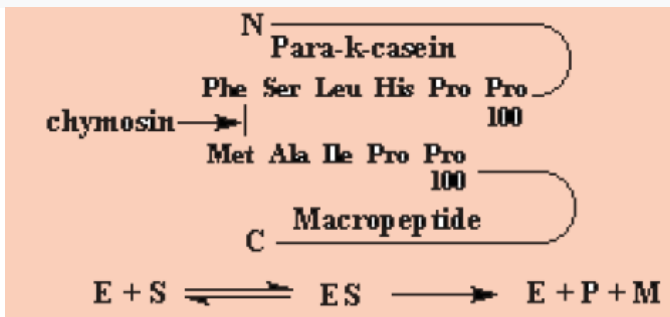 N
Para-k-casein
Phe Ser Leu His Pro Pro
100
chymosin
Met Ala Ile Pro Pro
100
Macropeptide
C
E + S ES E + P + M